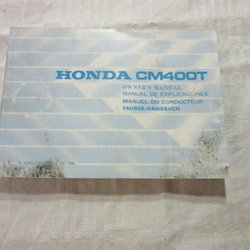 HONDA CM400T
OWNER'S MANUAL
MANUAL DE EXPLICACIONES
MANUEL DU CONDUCTEUR
FAHRER-HANDBUCH